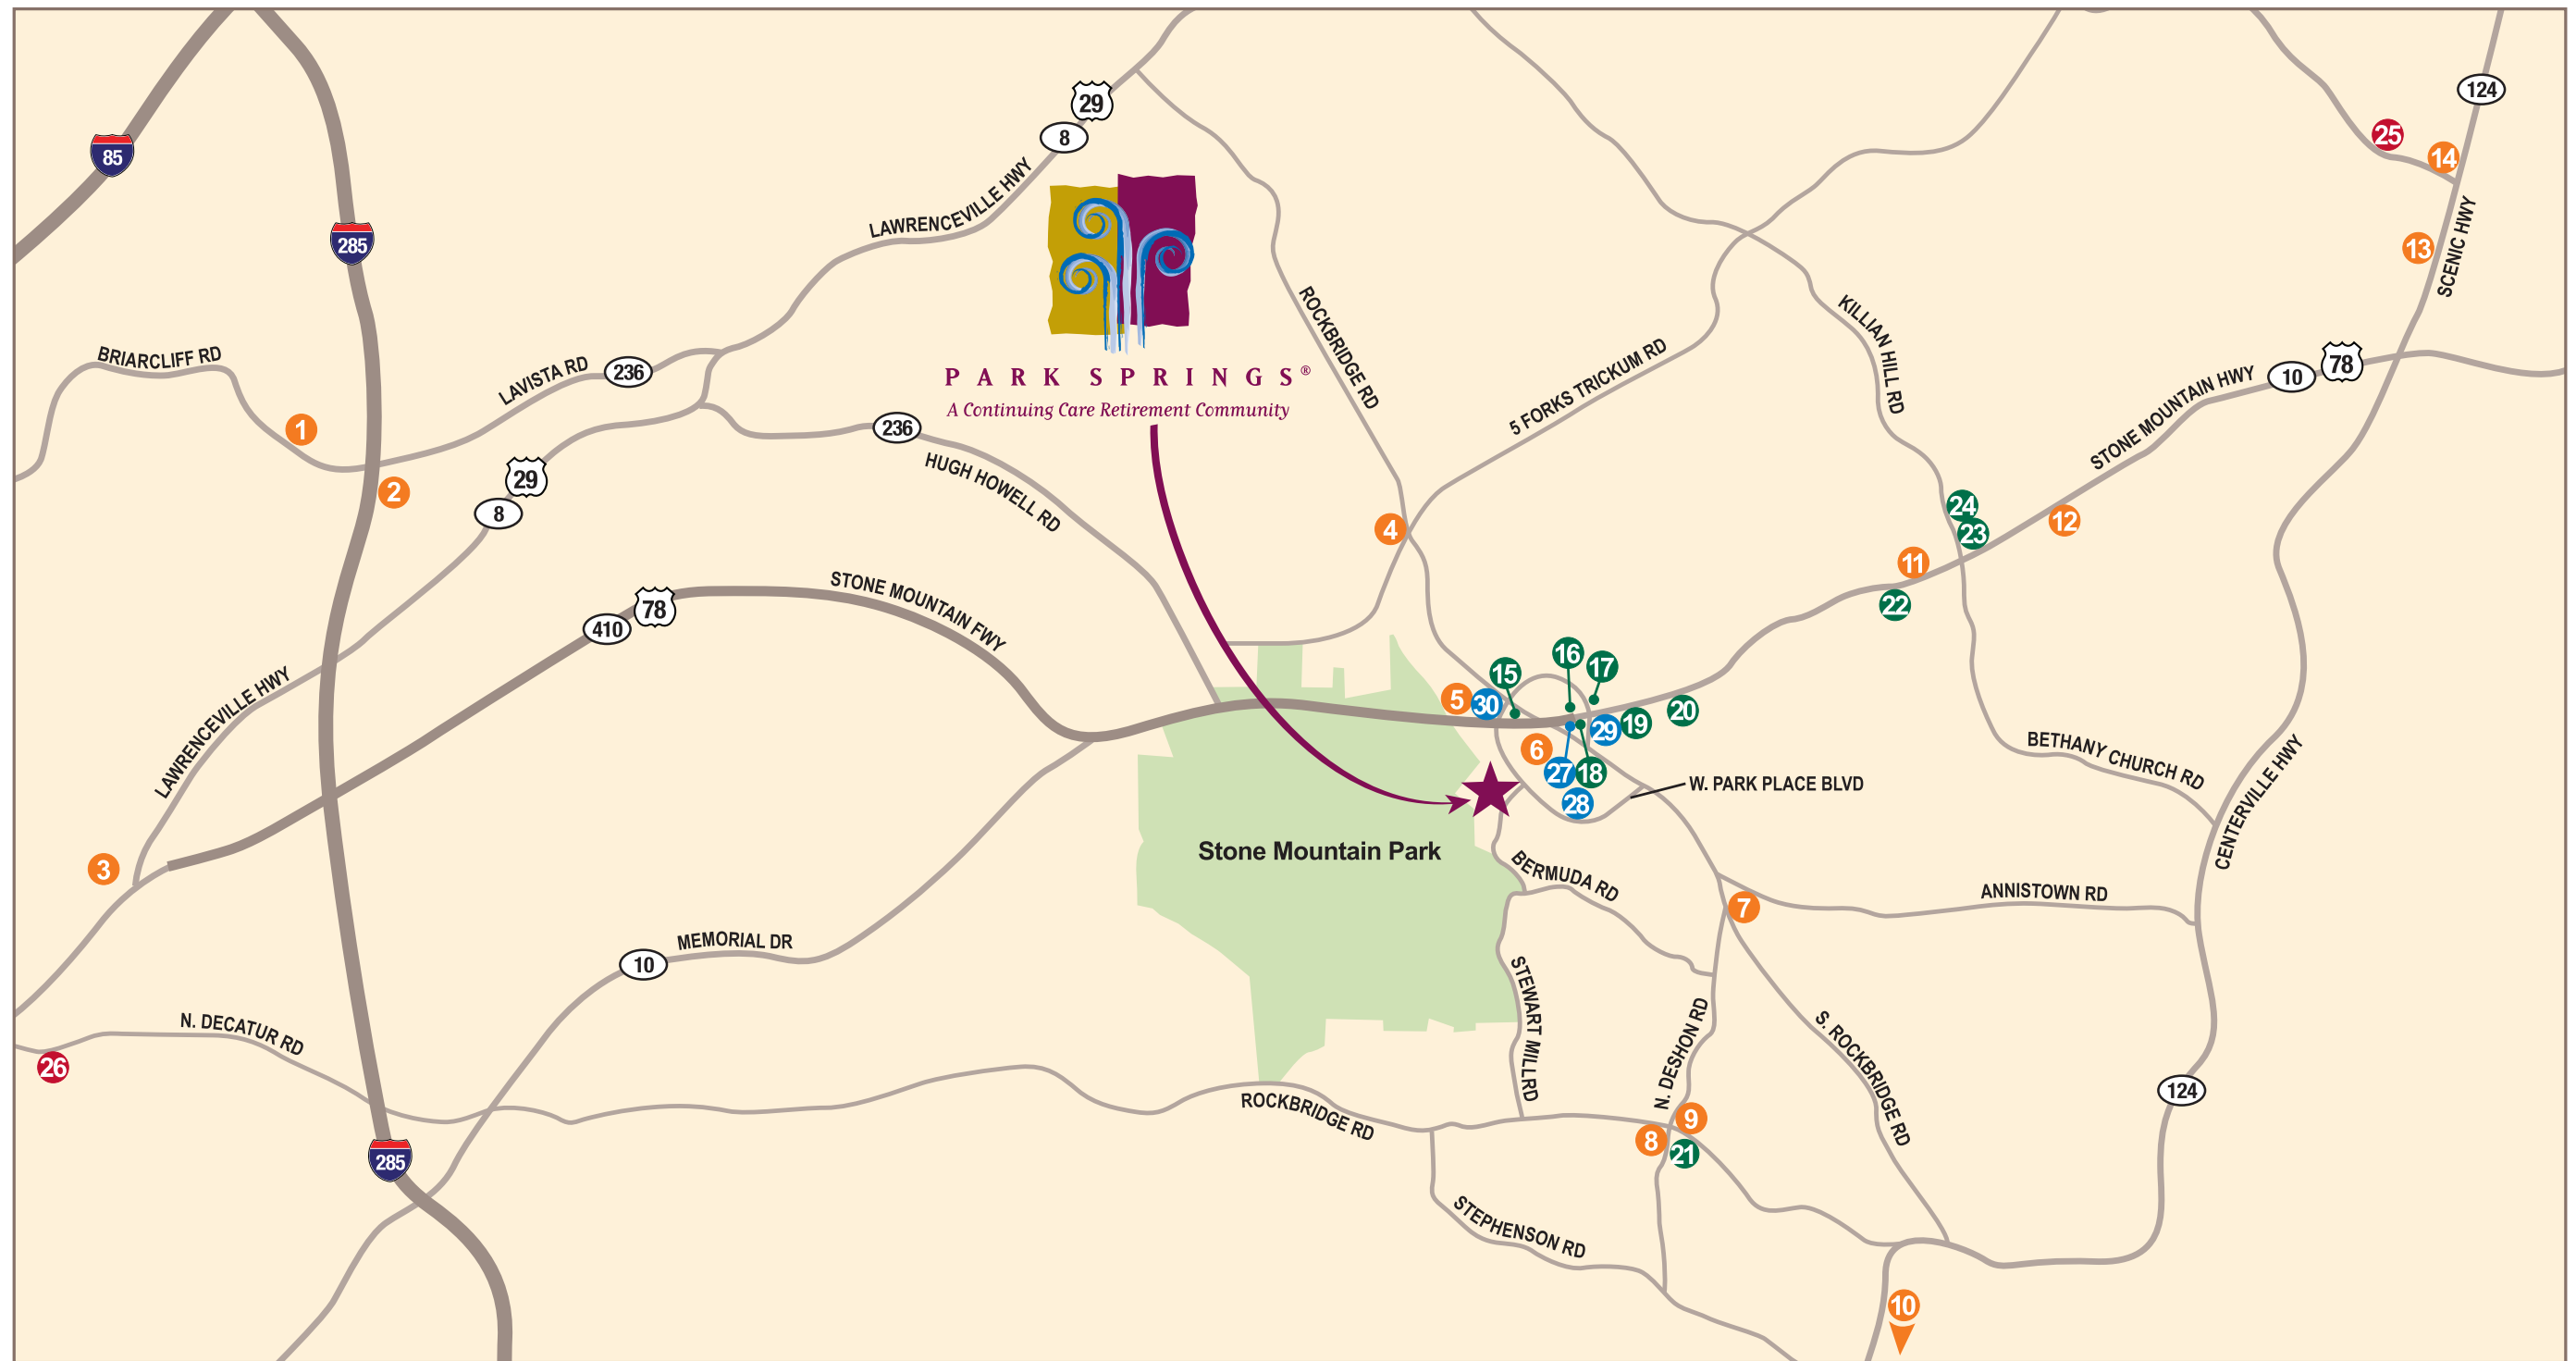 124
29
8
25
14
85
285
LAWRENCEVILLE HWY
SCENIC HWY
13
BRIARCLIFF RD
LAVISTA RD
236
PARK SPRINGS®
A Continuing Care Retirement Community
ROCKBRIDGE RD
5 FORKS TRICKUM RD
KILLIAN HILL RD
STONE MOUNTAIN HWY
10
78
1
2
236
HUGH HOWELL RD
29
8
4
24
23
12
11
22
STONE MOUNTAIN FWY
410
78
LAWRENCEVILLE HWY
15
16
17
5
30
6
29
19
20
27
18
28
W. PARK PLACE BLVD
BETHANY CHURCH RD
CENTERVILLE HWY
3
Stone Mountain Park
BERMUDA RD
7
ANNISTOWN RD
10
MEMORIAL DR
STEWART MILL RD
N. DESHON RD
S. ROCKBRIDGE RD
N. DECATUR RD
26
124
ROCKBRIDGE RD
9
8
21
285
STEPHENSON RD
10